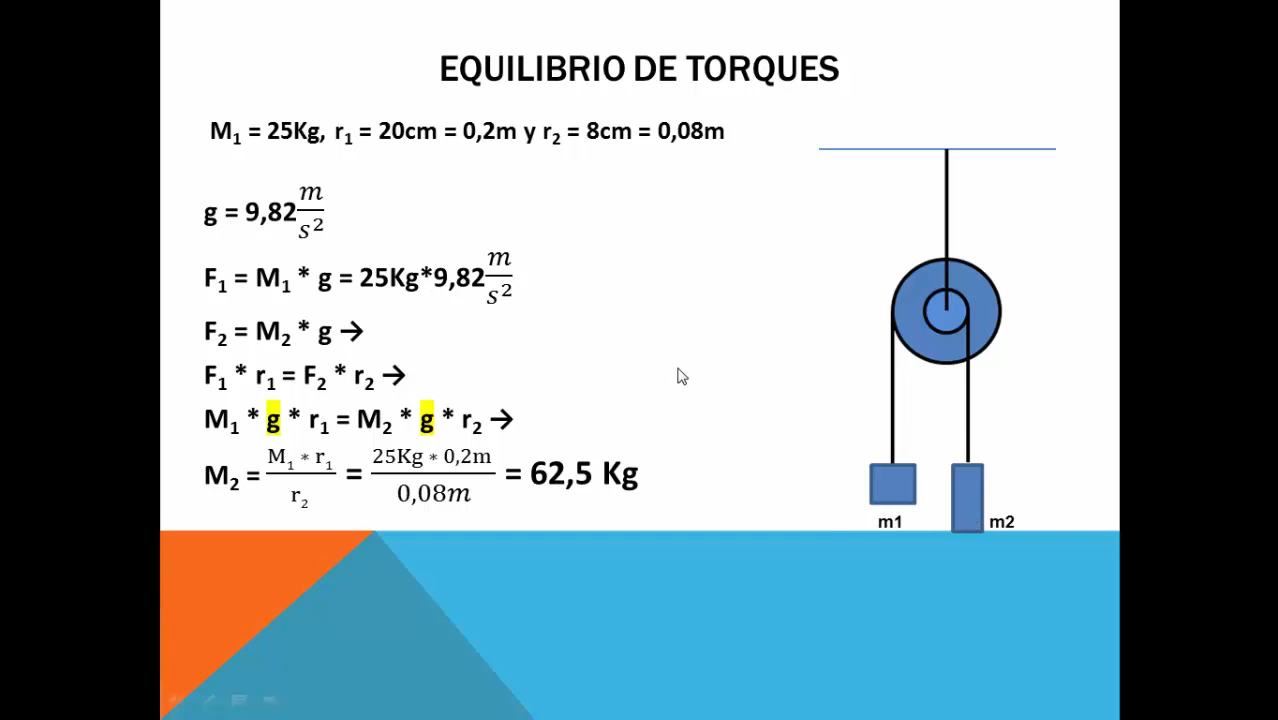 EQUILIBRIO DE TORQUES
M₁ = 25Kg, r₁ = 20cm = 0,2m y r₂ = 8cm = 0,08m
g = 9,82 m/s²
F₁ = M₁ * g = 25Kg*9,82 m/s²
F₂ = M₂ * g →
F₁ * r₁ = F₂ * r₂ →
M₁ * g * r₁ = M₂ * g * r₂ →
M₂ = M₁ * r₁ / r₂ = 25Kg * 0,2m / 0,08m = 62,5 Kg
m1 m2